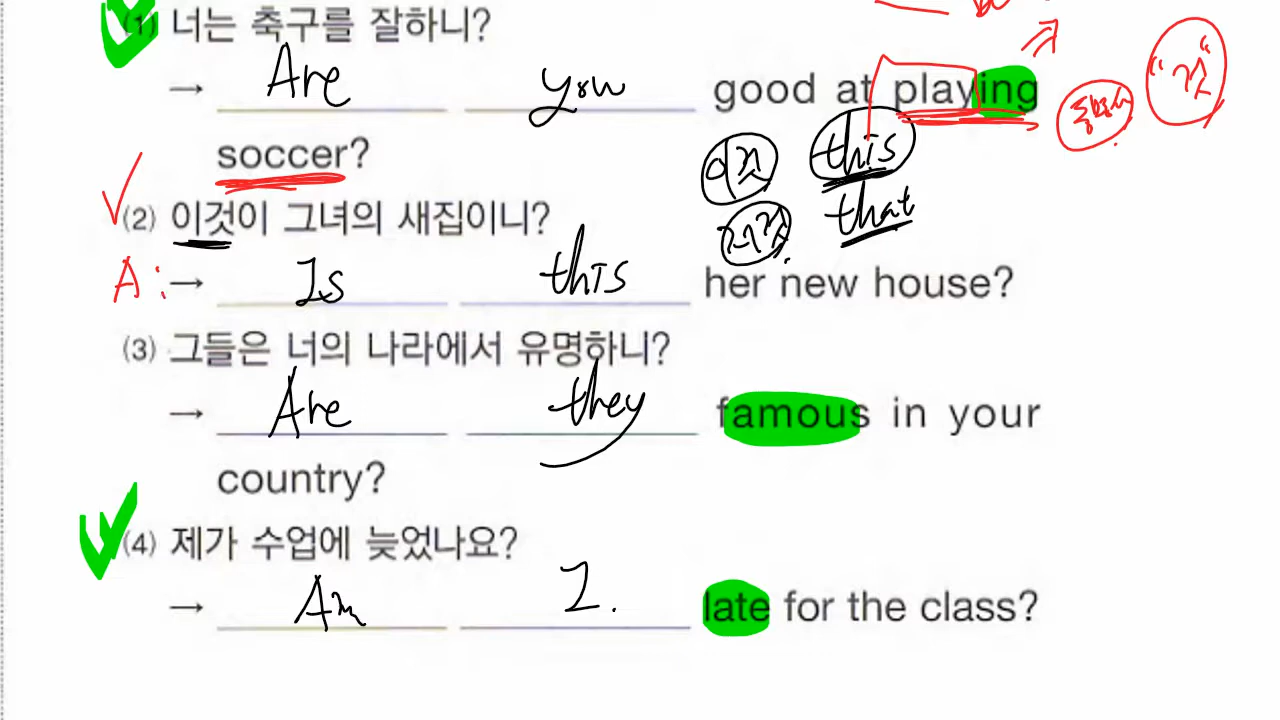 (1) 너는 축구를 잘하니?
→ Are you good at playing
"것"
동명사
soccer?
이것 this
저것 that
(2) 이것이 그녀의 새집이니?
A: → Is this her new house?
(3) 그들은 너의 나라에서 유명하니?
→ Are they famous in your
country?
(4) 제가 수업에 늦었나요?
→ Am I. late for the class?